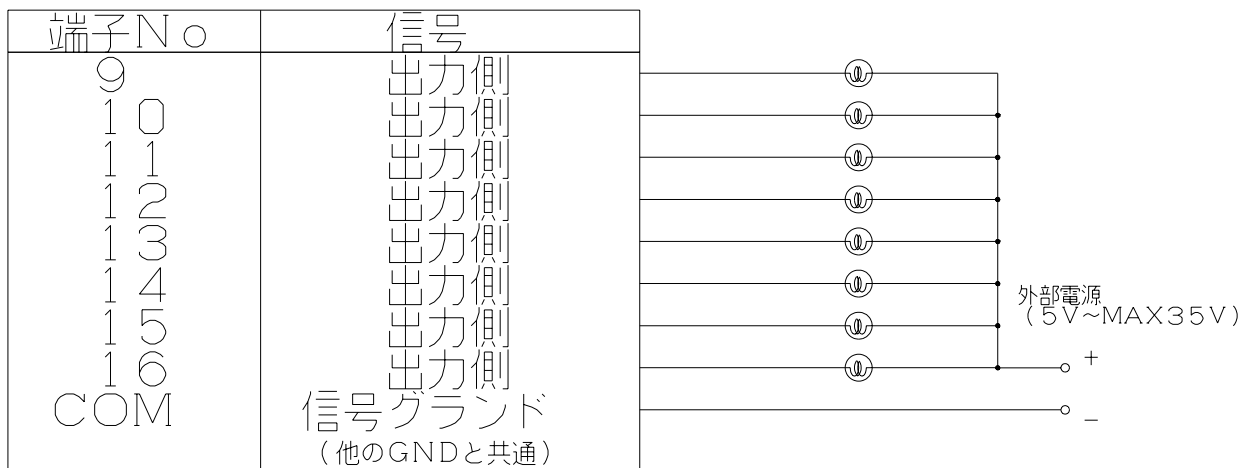 端子No 信号
9 出力側
10 出力側
11 出力側
12 出力側
13 出力側
14 出力側
15 出力側
16 出力側
COM 信号グランド
(他のGNDと共通)
外部電源
(5V~MAX35V)
+
−